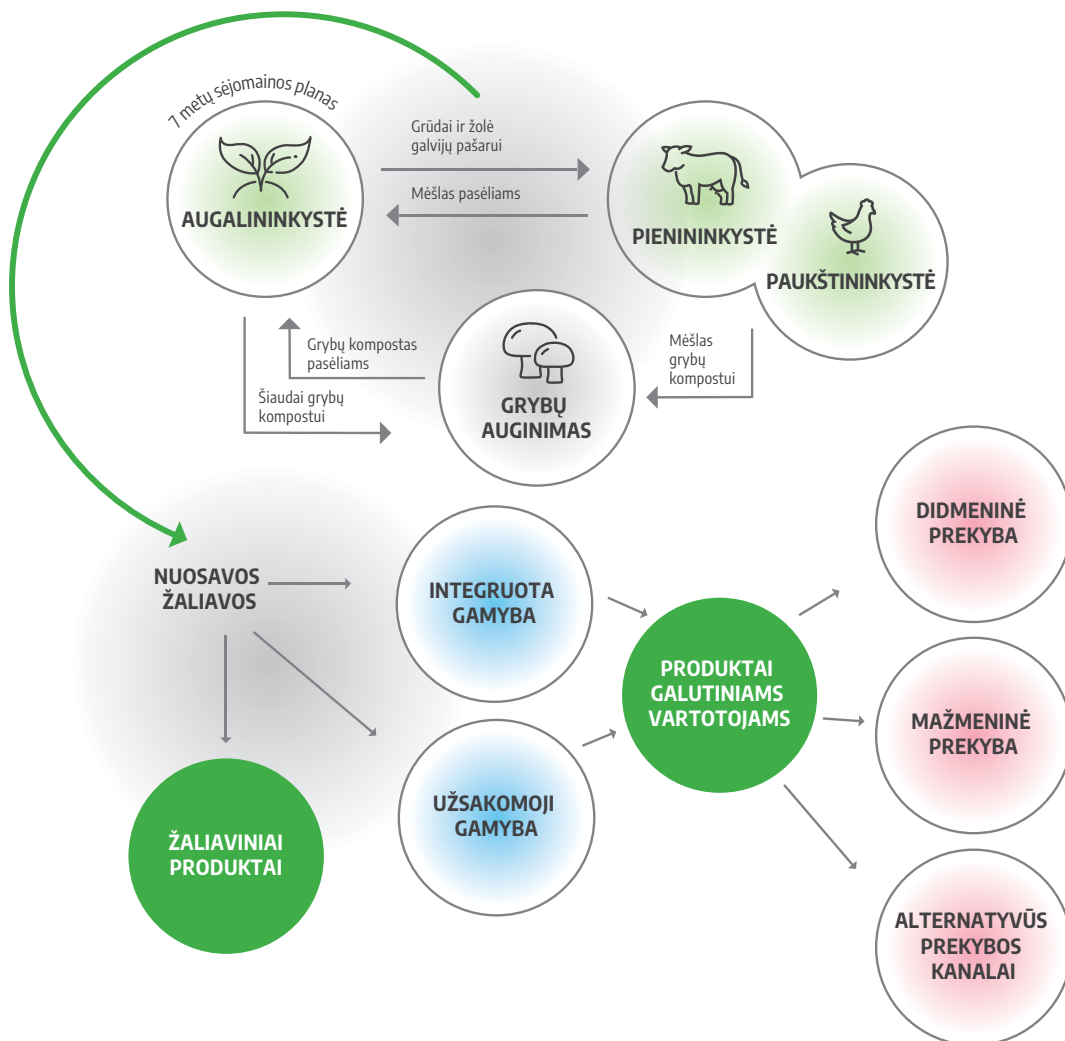 7 metų sėjomainos planas
AUGALININKYSTĖ
Grūdai ir žolė
galvijų pašarui
Mėšlas pasėliams
PIENININKYSTĖ
PAUKŠTININKYSTĖ
Grybų kompostas
pasėliams
Šiaudai grybų
kompostui
GRYBŲ
AUGINIMAS
Mėšlas
grybų
kompostui
NUOSAVOS
ŽALIAVOS
INTEGRUOTA
GAMYBA
UŽSAKOMOJI
GAMYBA
ŽALIAVINIAI
PRODUKTAI
PRODUKTAI
GALUTINIAMS
VARTOTOJAMS
DIDMENINĖ
PREKYBA
MAŽMENINĖ
PREKYBA
ALTERNATYVŪS
PREKYBOS
KANALAI